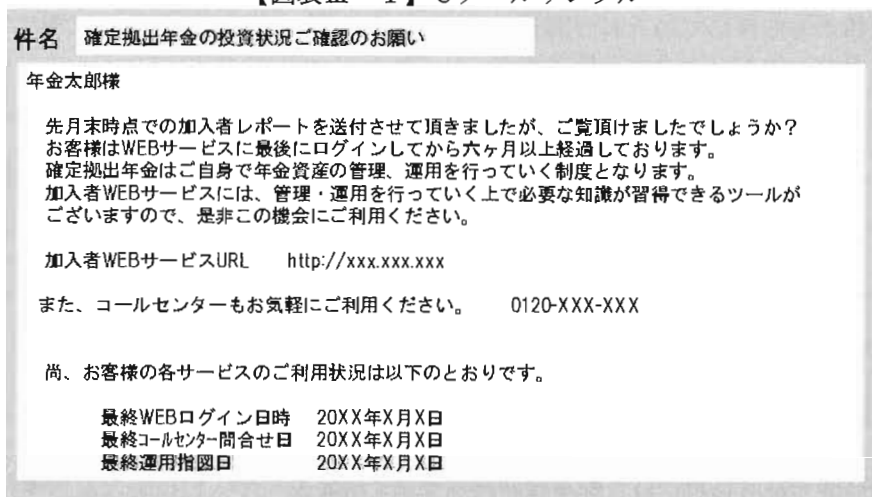 件名 確定拠出年金の投資状況ご確認のお願い
年金太郎様
先月末時点での加入者レポートを送付させて頂きましたが、ご覧頂けましたでしょうか?
お客様はWEBサービスに最後にログインしてから六ヶ月以上経過しております。
確定拠出年金はご自身で年金資産の管理、運用を行っていく制度となります。
加入者WEBサービスには、管理・運用を行っていく上で必要な知識が習得できるツールが
ございますので、是非この機会にご利用ください。
加入者WEBサービスURL http://xxx.xxx.xxx
また、コールセンターもお気軽にご利用ください。 0120-XXX-XXX
尚、お客様の各サービスのご利用状況は以下のとおりです。
最終WEBログイン日時 20XX年X月X日
最終コールセンター問合せ日 20XX年X月X日
最終運用指図日 20XX年X月X日